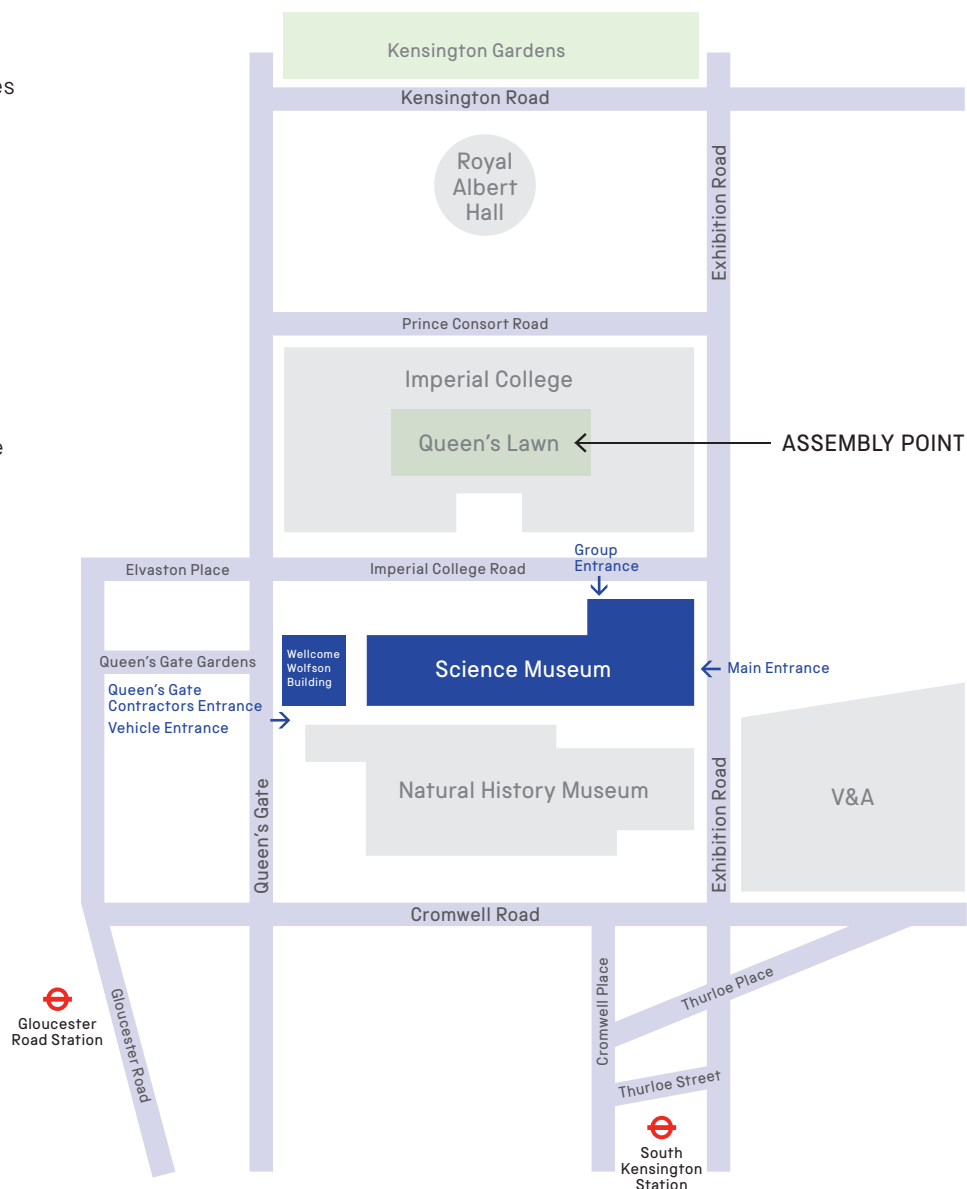 Kensington Gardens
es
Kensington Road
Royal
Albert
Hall
Exhibition Road
Prince Consort Road
Imperial College
Queen's Lawn
ASSEMBLY POINT
e
Group
Entrance
Elvaston Place
Imperial College Road
Wellcome
Wolfson
Building
Science Museum
Main Entrance
Queen's Gate Gardens
Queen's Gate
Contractors Entrance
Vehicle Entrance
Natural History Museum
V&A
Queen's Gate
Exhibition Road
Cromwell Road
Gloucester
Road Station
Gloucester Road
Cromwell Place
Thurloe Place
Thurloe Street
South
Kensington
Station